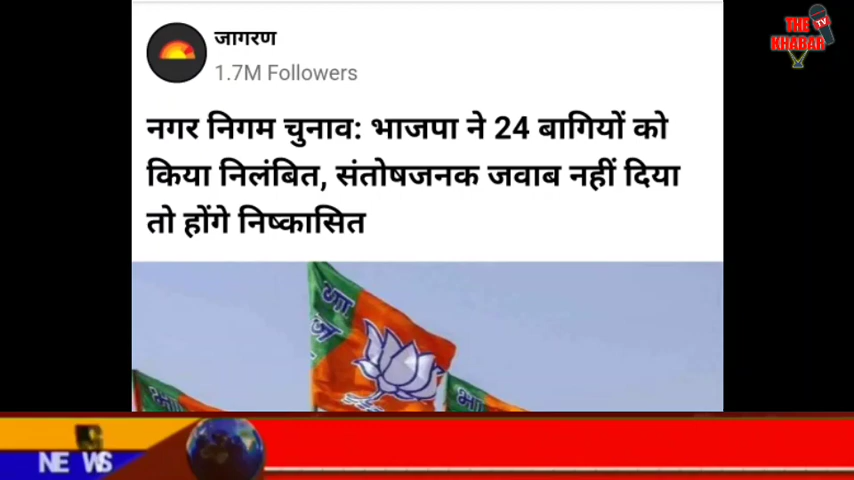 जागरण
1.7M Followers
THE
TV
KHABAR
नगर निगम चुनाव: भाजपा ने 24 बागियों को
किया निलंबित, संतोषजनक जवाब नहीं दिया
तो होंगे निष्कासित
NEWS